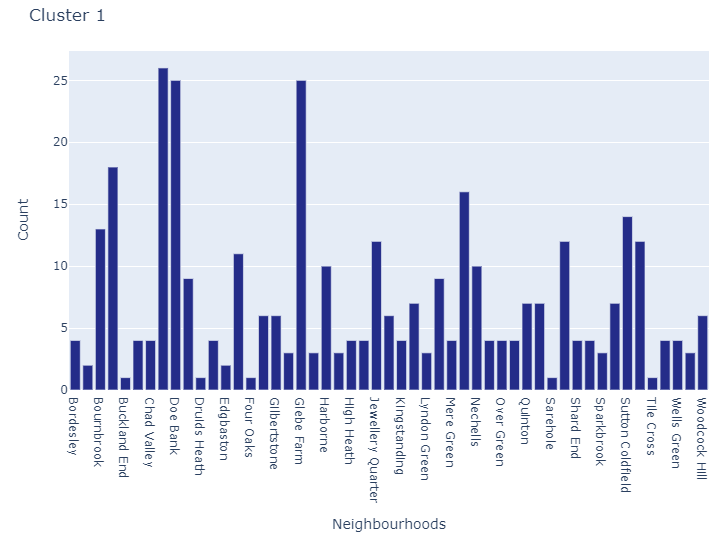 Cluster 1
25
20
15
10
5
0
Count
Bordesley
Bournbrook
Buckland End
Chad Valley
Doe Bank
Druids Heath
Edgbaston
Four Oaks
Gilbertstone
Glebe Farm
Harborne
High Heath
Jewellery Quarter
Kingstanding
Lyndon Green
Mere Green
Nechells
Over Green
Quinton
Sarehole
Shard End
Sparkbrook
Sutton Coldfield
Tile Cross
Wells Green
Woodcock Hill
Neighbourhoods